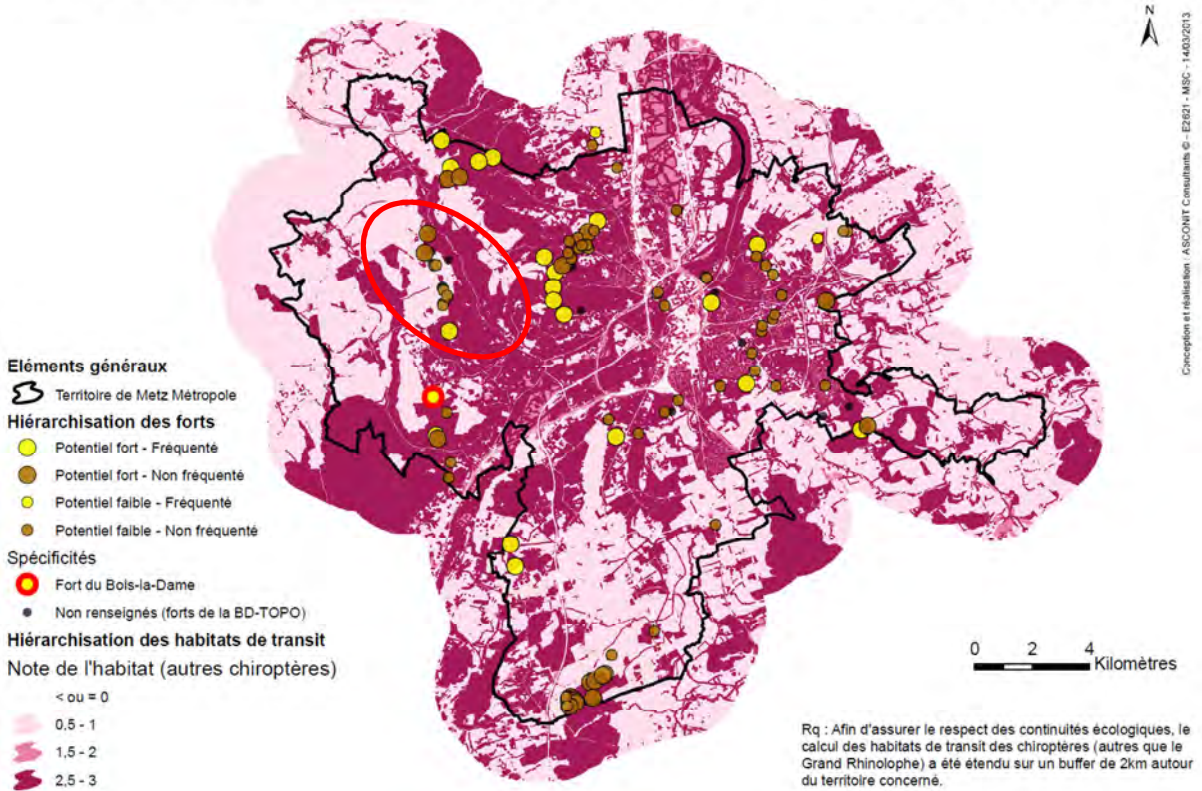 N
Conception et réalisation : ASCONIT Consultants © - E2621 - MSC - 14/03/2013
Eléments généraux
Territoire de Metz Métropole
Hiérarchisation des forts
Potentiel fort - Fréquenté
Potentiel fort - Non fréquenté
Potentiel faible - Fréquenté
Potentiel faible - Non fréquenté
Spécificités
Fort du Bois-la-Dame
Non renseignés (forts de la BD-TOPO)
Hiérarchisation des habitats de transit
Note de l'habitat (autres chiroptères)
< ou = 0
0,5 - 1
1,5 - 2
2,5 - 3
0 2 4
Kilomètres
Rq : Afin d'assurer le respect des continuités écologiques, le
calcul des habitats de transit des chiroptères (autres que le
Grand Rhinolophe) a été étendu sur un buffer de 2km autour
du territoire concerné.